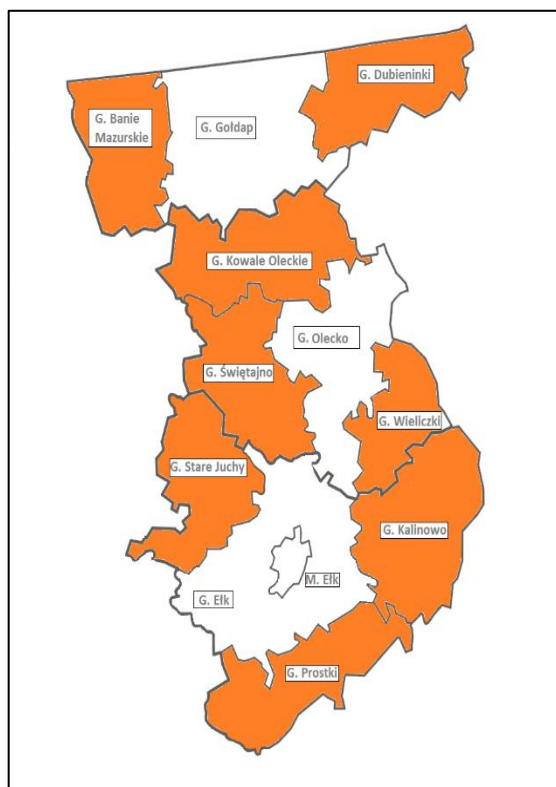 G. Dubieninki
G. Banie
Mazurskie
G. Gołdap
G. Kowale Oleckie
G. Olecko
G. Świętajno
G. Wieliczki
G. Stare Juchy
G. Kalinowo
M. Ełk
G. Ełk
G. Prostki